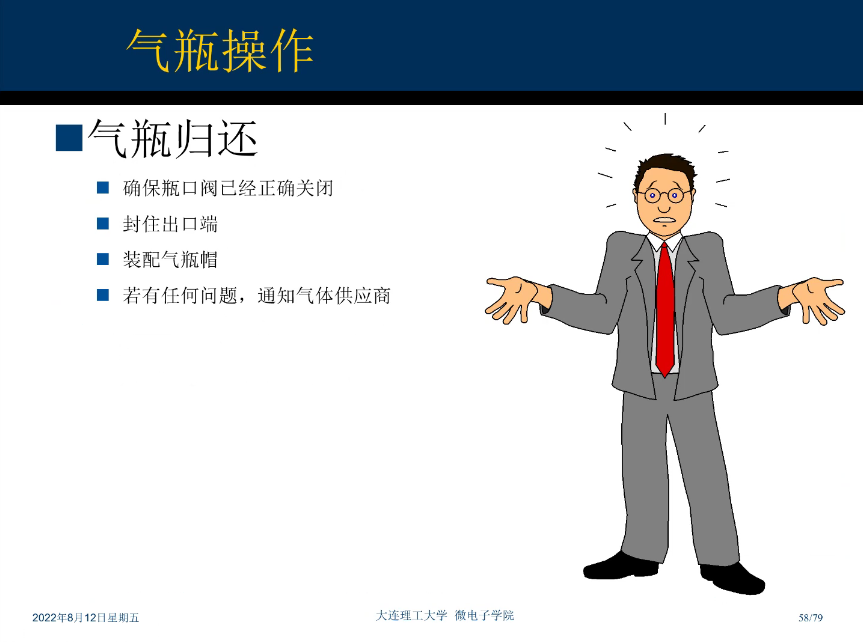 气瓶操作
■气瓶归还
■ 确保瓶口阀已经正确关闭
■ 封住出口端
■ 装配气瓶帽
■ 若有任何问题，通知气体供应商
2022年8月12日星期五 大连理工大学 微电子学院 58/79